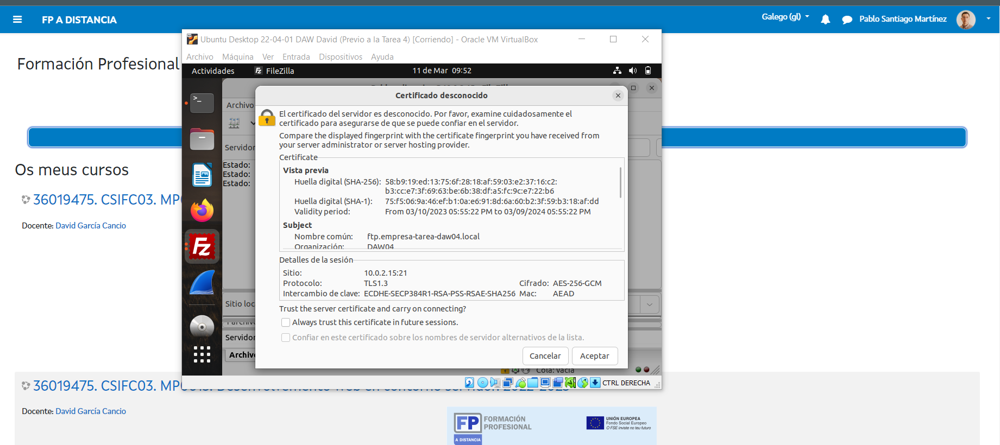 FP A DISTANCIA
Galego (gl)
Pablo Santiago Martínez
Formación Profesional
Os meus cursos
36019475. CSIFC03. MP
Docente: David García Cancio
Ubuntu Desktop 22-04-01 DAW David (Previo a la Tarea 4) [Corriendo] - Oracle VM VirtualBox
Archivo Máquina Ver Entrada Dispositivos Ayuda
Actividades
FileZilla
11 de Mar 09:52
Archivo
Servidor
Estado:
Estado:
Estado:
Sitio loc
Servidor
Archivo
Certificado desconocido
El certificado del servidor es desconocido. Por favor, examine cuidadosamente el
certificado para asegurarse de que se puede confiar en el servidor.
Compare the displayed fingerprint with the certificate fingerprint you have received from
your server administrator or server hosting provider.
Certificate
Vista previa
Huella digital (SHA-256): 58:b9:19:ed:13:75:6f:28:18:af:59:03:e2:37:16:c2:
b3:cc:e7:3f:69:63:be:6b:38:df:a5:fc:9c:e7:22:b6
Huella digital (SHA-1): 75:f5:06:9a:46:ef:b1:0a:e6:91:8d:6a:60:b2:3f:59:b3:18:af:dd
Validity period: From 03/10/2023 05:55:22 PM to 03/09/2024 05:55:22 PM
Subject
Nombre común: ftp.empresa-tarea-daw04.local
Organización: DAW04
Detalles de la sesión
Sitio: 10.0.2.15:21
Protocolo: TLS1.3 Cifrado: AES-256-GCM
Intercambio de clave: ECDHE-SECP384R1-RSA-PSS-RSAE-SHA256 Mac: AEAD
Trust the server certificate and carry on connecting?
Always trust this certificate in future sessions.
Confiar en este certificado sobre los nombres de servidor alternativos de la lista.
Cancelar Aceptar
Cola: vacía
CTRL DERECHA
36019475. CSIFC03. MP0613. Desenvolvemento web en contorno servidor. 2022-2023
Docente: David García Cancio
FP FORMACIÓN
PROFESIONAL
A DISTANCIA
UNIÓN EUROPEA
Fondo Social Europeo
O FSE inviste no teu futuro